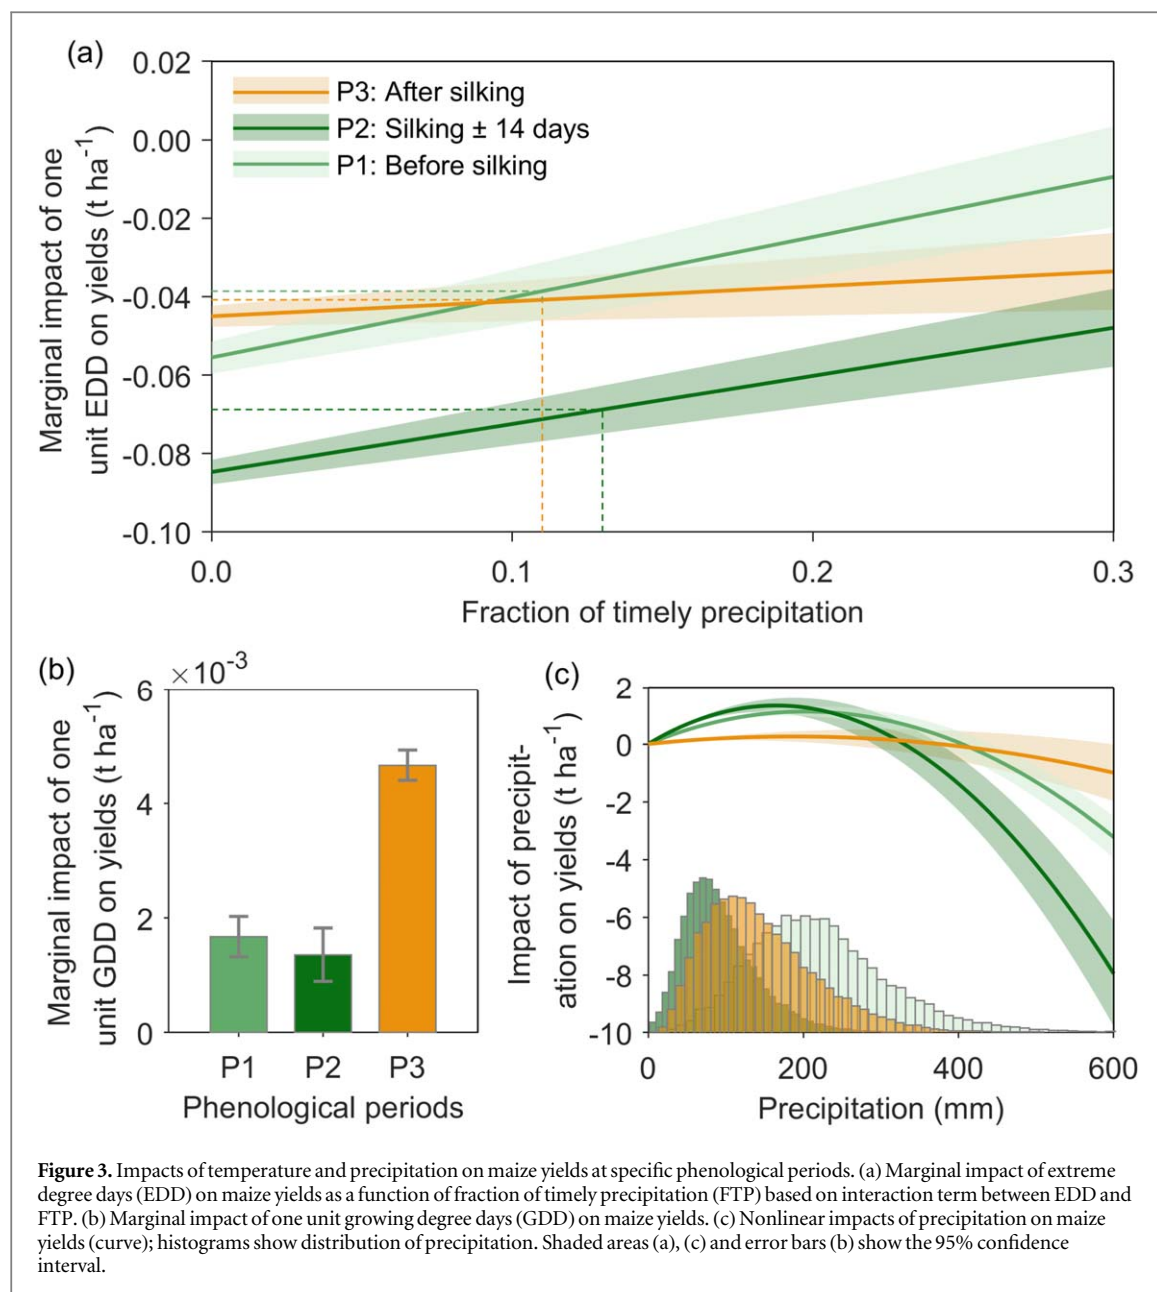 (a)
0.02
0.00
-0.02
-0.04
-0.06
-0.08
-0.10
Marginal impact of one
unit EDD on yields (t ha⁻¹)
P3: After silking
P2: Silking ± 14 days
P1: Before silking
0.0 0.1 0.2 0.3
Fraction of timely precipitation
(b)
×10⁻³
6
4
2
0
Marginal impact of one
unit GDD on yields (t ha⁻¹)
P1 P2 P3
Phenological periods
(c)
2
0
-2
-4
-6
-8
-10
Impact of precipit-
ation on yields (t ha⁻¹)
0 200 400 600
Precipitation (mm)
Figure 3. Impacts of temperature and precipitation on maize yields at specific phenological periods. (a) Marginal impact of extreme
degree days (EDD) on maize yields as a function of fraction of timely precipitation (FTP) based on interaction term between EDD and
FTP. (b) Marginal impact of one unit growing degree days (GDD) on maize yields. (c) Nonlinear impacts of precipitation on maize
yields (curve); histograms show distribution of precipitation. Shaded areas (a), (c) and error bars (b) show the 95% confidence
interval.